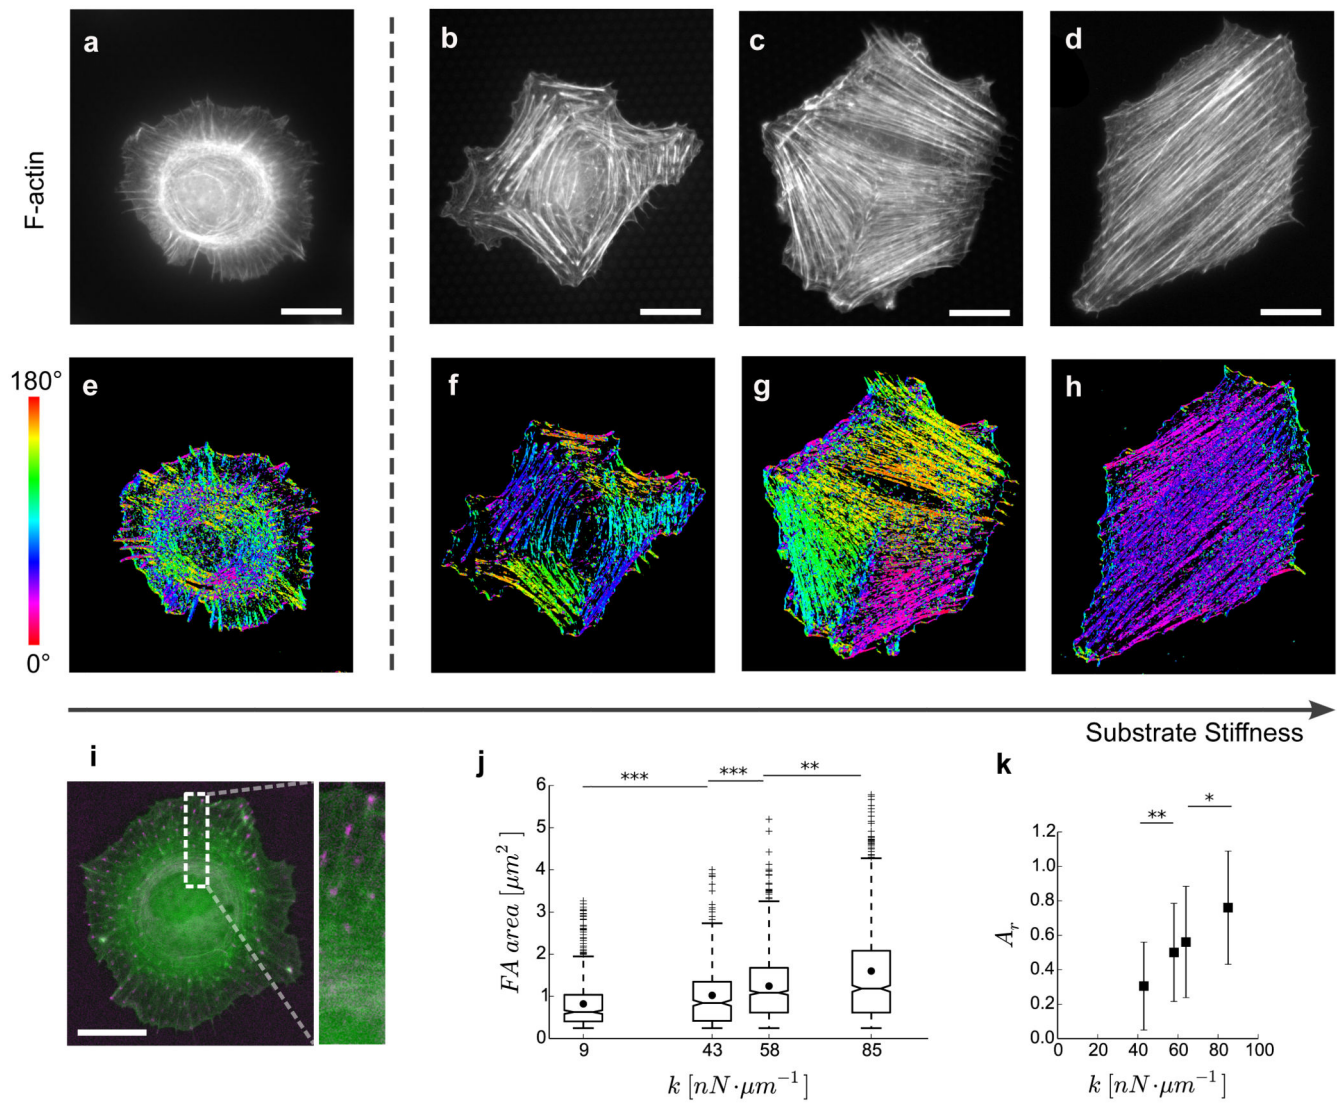 a
b
c
d
F-actin
180°
0°
e
f
g
h
Substrate Stiffness
i
j
k
***
***
**
6
5
4
3
2
1
0
FA area [μm²]
9
43
58
85
k [nN·μm⁻¹]
**
*
1.2
1.0
0.8
0.6
0.4
0.2
0.0
A_r
0
20
40
60
80
100
k [nN·μm⁻¹]